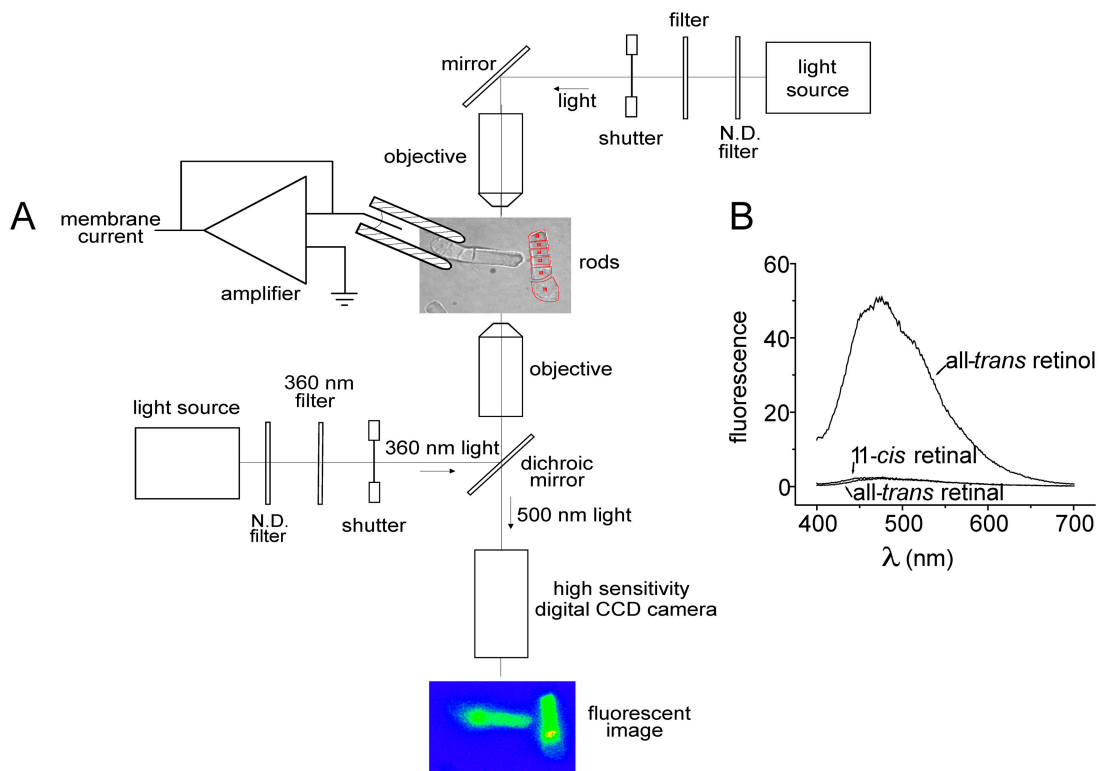 A
filter
mirror
light
source
light
shutter
N.D.
filter
objective
membrane
current
amplifier
rods
objective
360 nm
filter
light source
360 nm light
dichroic
mirror
N.D.
filter
shutter
500 nm light
high sensitivity
digital CCD camera
fluorescent
image
B
60
40
20
0
fluorescence
all-trans retinol
11-cis retinal
all-trans retinal
400
500
600
700
λ (nm)